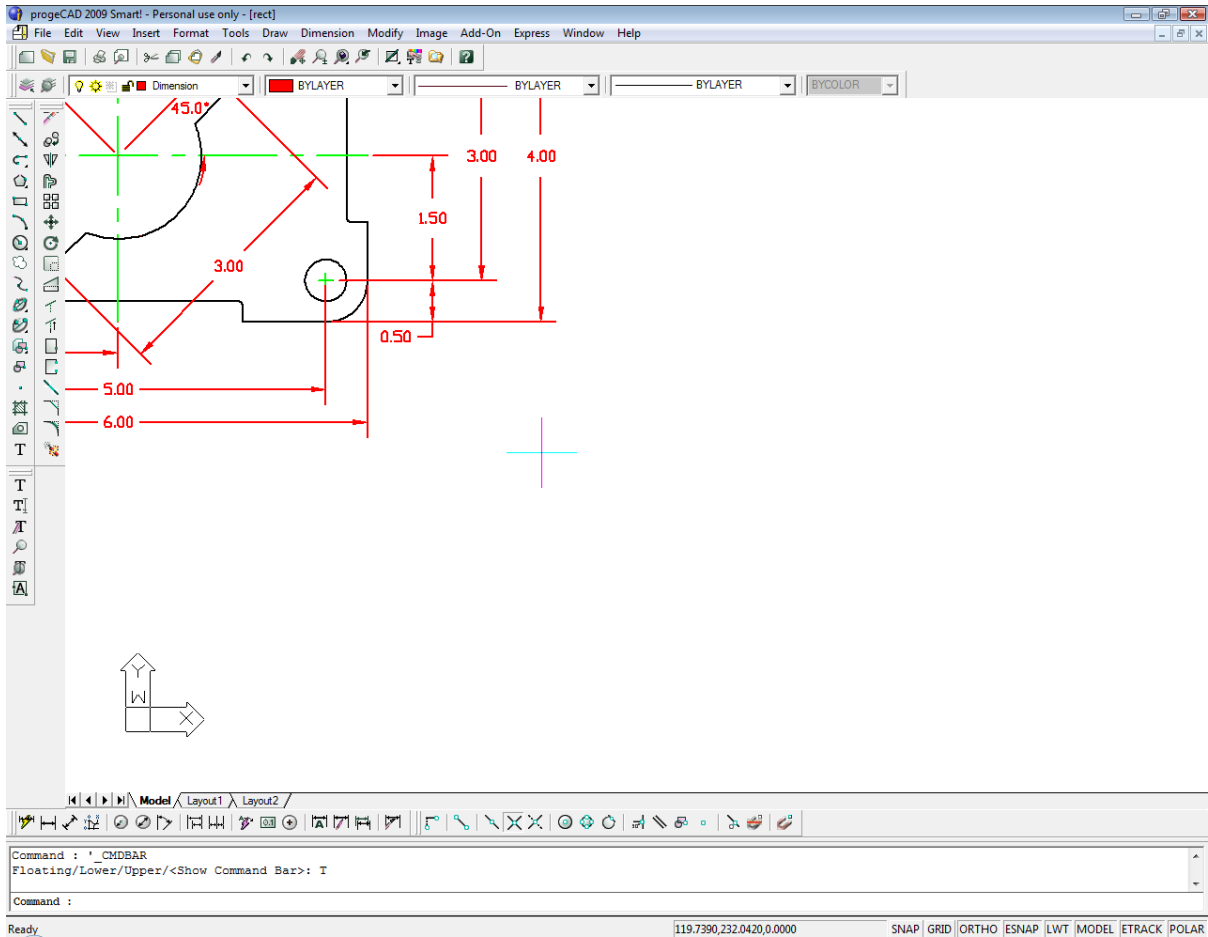 progeCAD 2009 Smart! - Personal use only - [rect]
File Edit View Insert Format Tools Draw Dimension Modify Image Add-On Express Window Help
Dimension BYLAYER BYLAYER BYLAYER BYCOLOR
45.0°
3.00 4.00
1.50
3.00
0.50
5.00
6.00
T
T
T
T
A
Y
W
X
Model Layout1 Layout2
Command : '_CMDBAR
Floating/Lower/Upper/<Show Command Bar>: T
Command :
Ready 119.7390,232.0420,0.0000 SNAP GRID ORTHO ESNAP LWT MODEL ETRACK POLAR